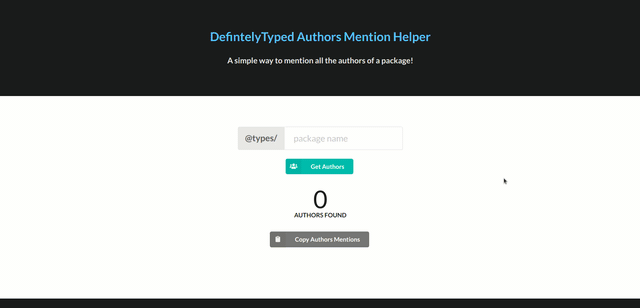 DefintelyTyped Authors Mention Helper
A simple way to mention all the authors of a package!
@types/ package name
Get Authors
0
AUTHORS FOUND
Copy Authors Mentions